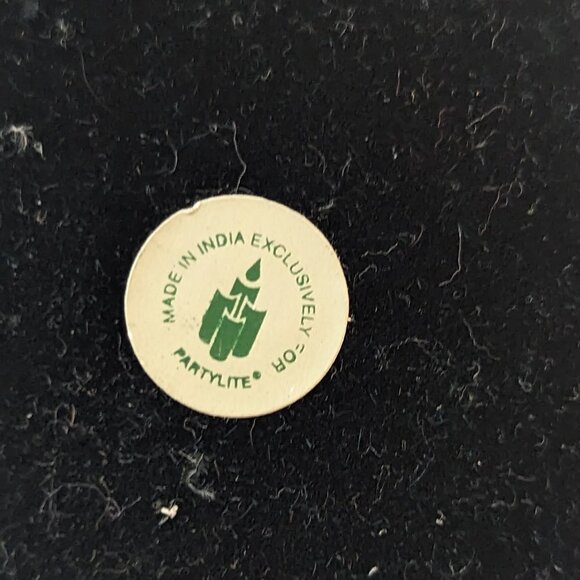 MADE IN INDIA EXCLUSIVELY FOR
PARTYLITE®